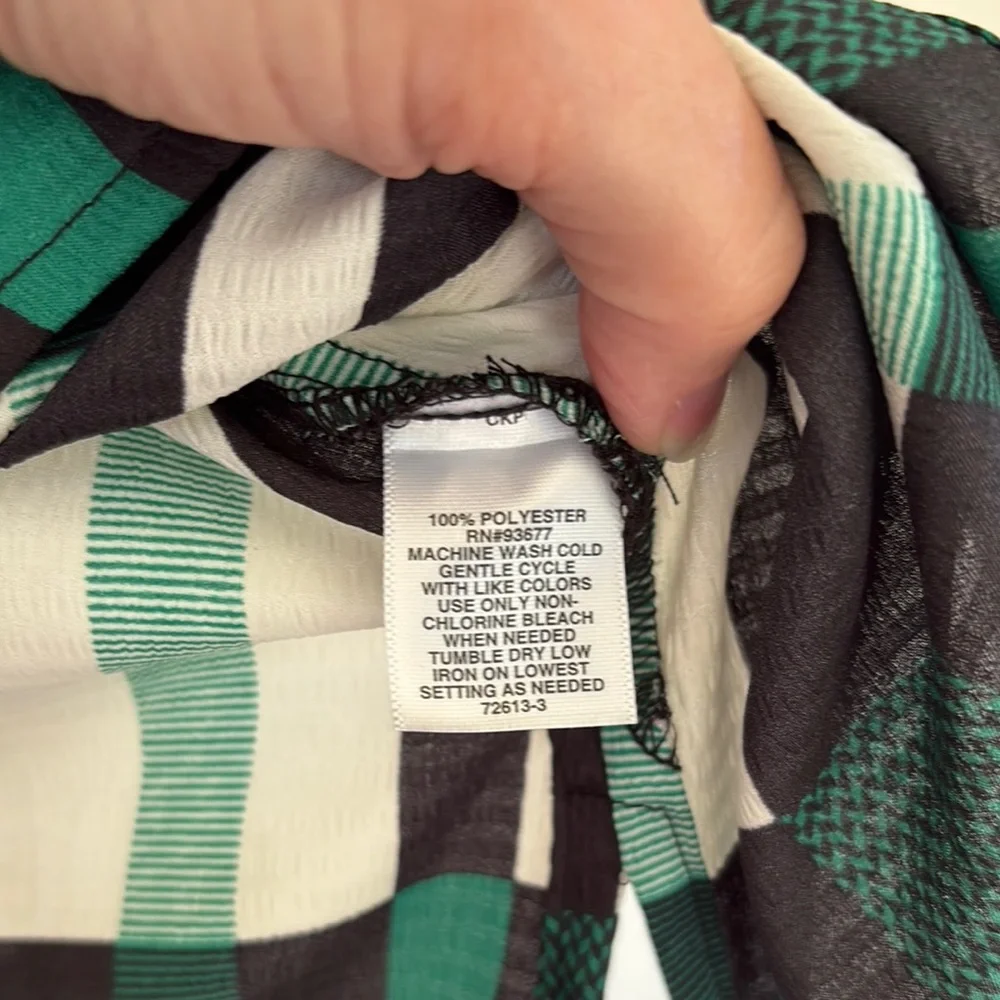 CKP
100% POLYESTER
RN#93677
MACHINE WASH COLD
GENTLE CYCLE
WITH LIKE COLORS
USE ONLY NON-
CHLORINE BLEACH
WHEN NEEDED
TUMBLE DRY LOW
IRON ON LOWEST
SETTING AS NEEDED
72613-3